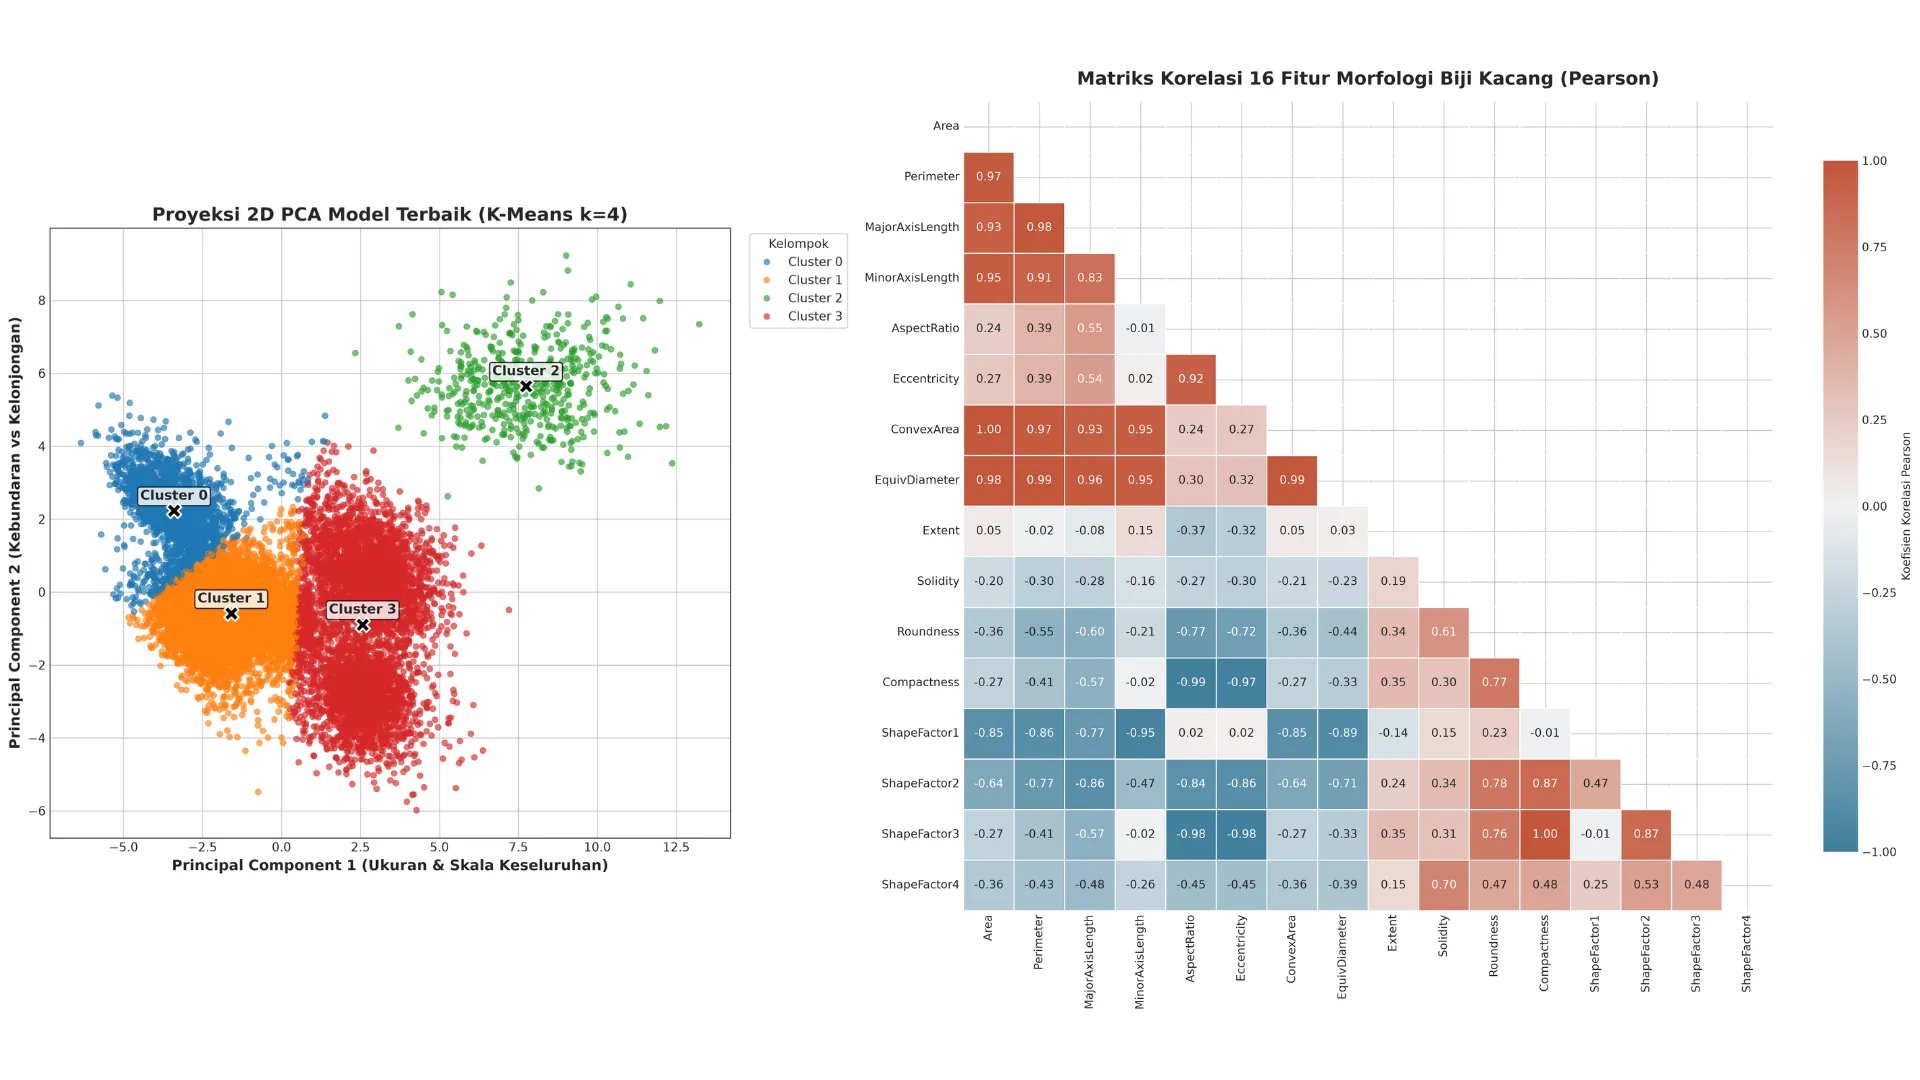 Proyeksi 2D PCA Model Terbaik (K-Means k=4)
Principal Component 2 (Kebundaran vs Kelonjongan)
8
6
4
2
0
−2
−4
−6
Cluster 2
Cluster 0
Cluster 1
Cluster 3
−5.0 −2.5 0.0 2.5 5.0 7.5 10.0 12.5
Principal Component 1 (Ukuran & Skala Keseluruhan)
Kelompok
Cluster 0
Cluster 1
Cluster 2
Cluster 3
Matriks Korelasi 16 Fitur Morfologi Biji Kacang (Pearson)
Area
Perimeter 0.97
MajorAxisLength 0.93 0.98
MinorAxisLength 0.95 0.91 0.83
AspectRatio 0.24 0.39 0.55 -0.01
Eccentricity 0.27 0.39 0.54 0.02 0.92
ConvexArea 1.00 0.97 0.93 0.95 0.24 0.27
EquivDiameter 0.98 0.99 0.96 0.95 0.30 0.32 0.99
Extent 0.05 -0.02 -0.08 0.15 -0.37 -0.32 0.05 0.03
Solidity -0.20 -0.30 -0.28 -0.16 -0.27 -0.30 -0.21 -0.23 0.19
Roundness -0.36 -0.55 -0.60 -0.21 -0.77 -0.72 -0.36 -0.44 0.34 0.61
Compactness -0.27 -0.41 -0.57 -0.02 -0.99 -0.97 -0.27 -0.33 0.35 0.30 0.77
ShapeFactor1 -0.85 -0.86 -0.77 -0.95 0.02 0.02 -0.85 -0.89 -0.14 0.15 0.23 -0.01
ShapeFactor2 -0.64 -0.77 -0.86 -0.47 -0.84 -0.86 -0.64 -0.71 0.24 0.34 0.78 0.87 0.47
ShapeFactor3 -0.27 -0.41 -0.57 -0.02 -0.98 -0.98 -0.27 -0.33 0.35 0.31 0.76 1.00 -0.01 0.87
ShapeFactor4 -0.36 -0.43 -0.48 -0.26 -0.45 -0.45 -0.36 -0.39 0.15 0.70 0.47 0.48 0.25 0.53 0.48
Area
Perimeter
MajorAxisLength
MinorAxisLength
AspectRatio
Eccentricity
ConvexArea
EquivDiameter
Extent
Solidity
Roundness
Compactness
ShapeFactor1
ShapeFactor2
ShapeFactor3
ShapeFactor4
1.00
0.75
0.50
0.25
0.00
−0.25
−0.50
−0.75
−1.00
Koefisien Korelasi Pearson